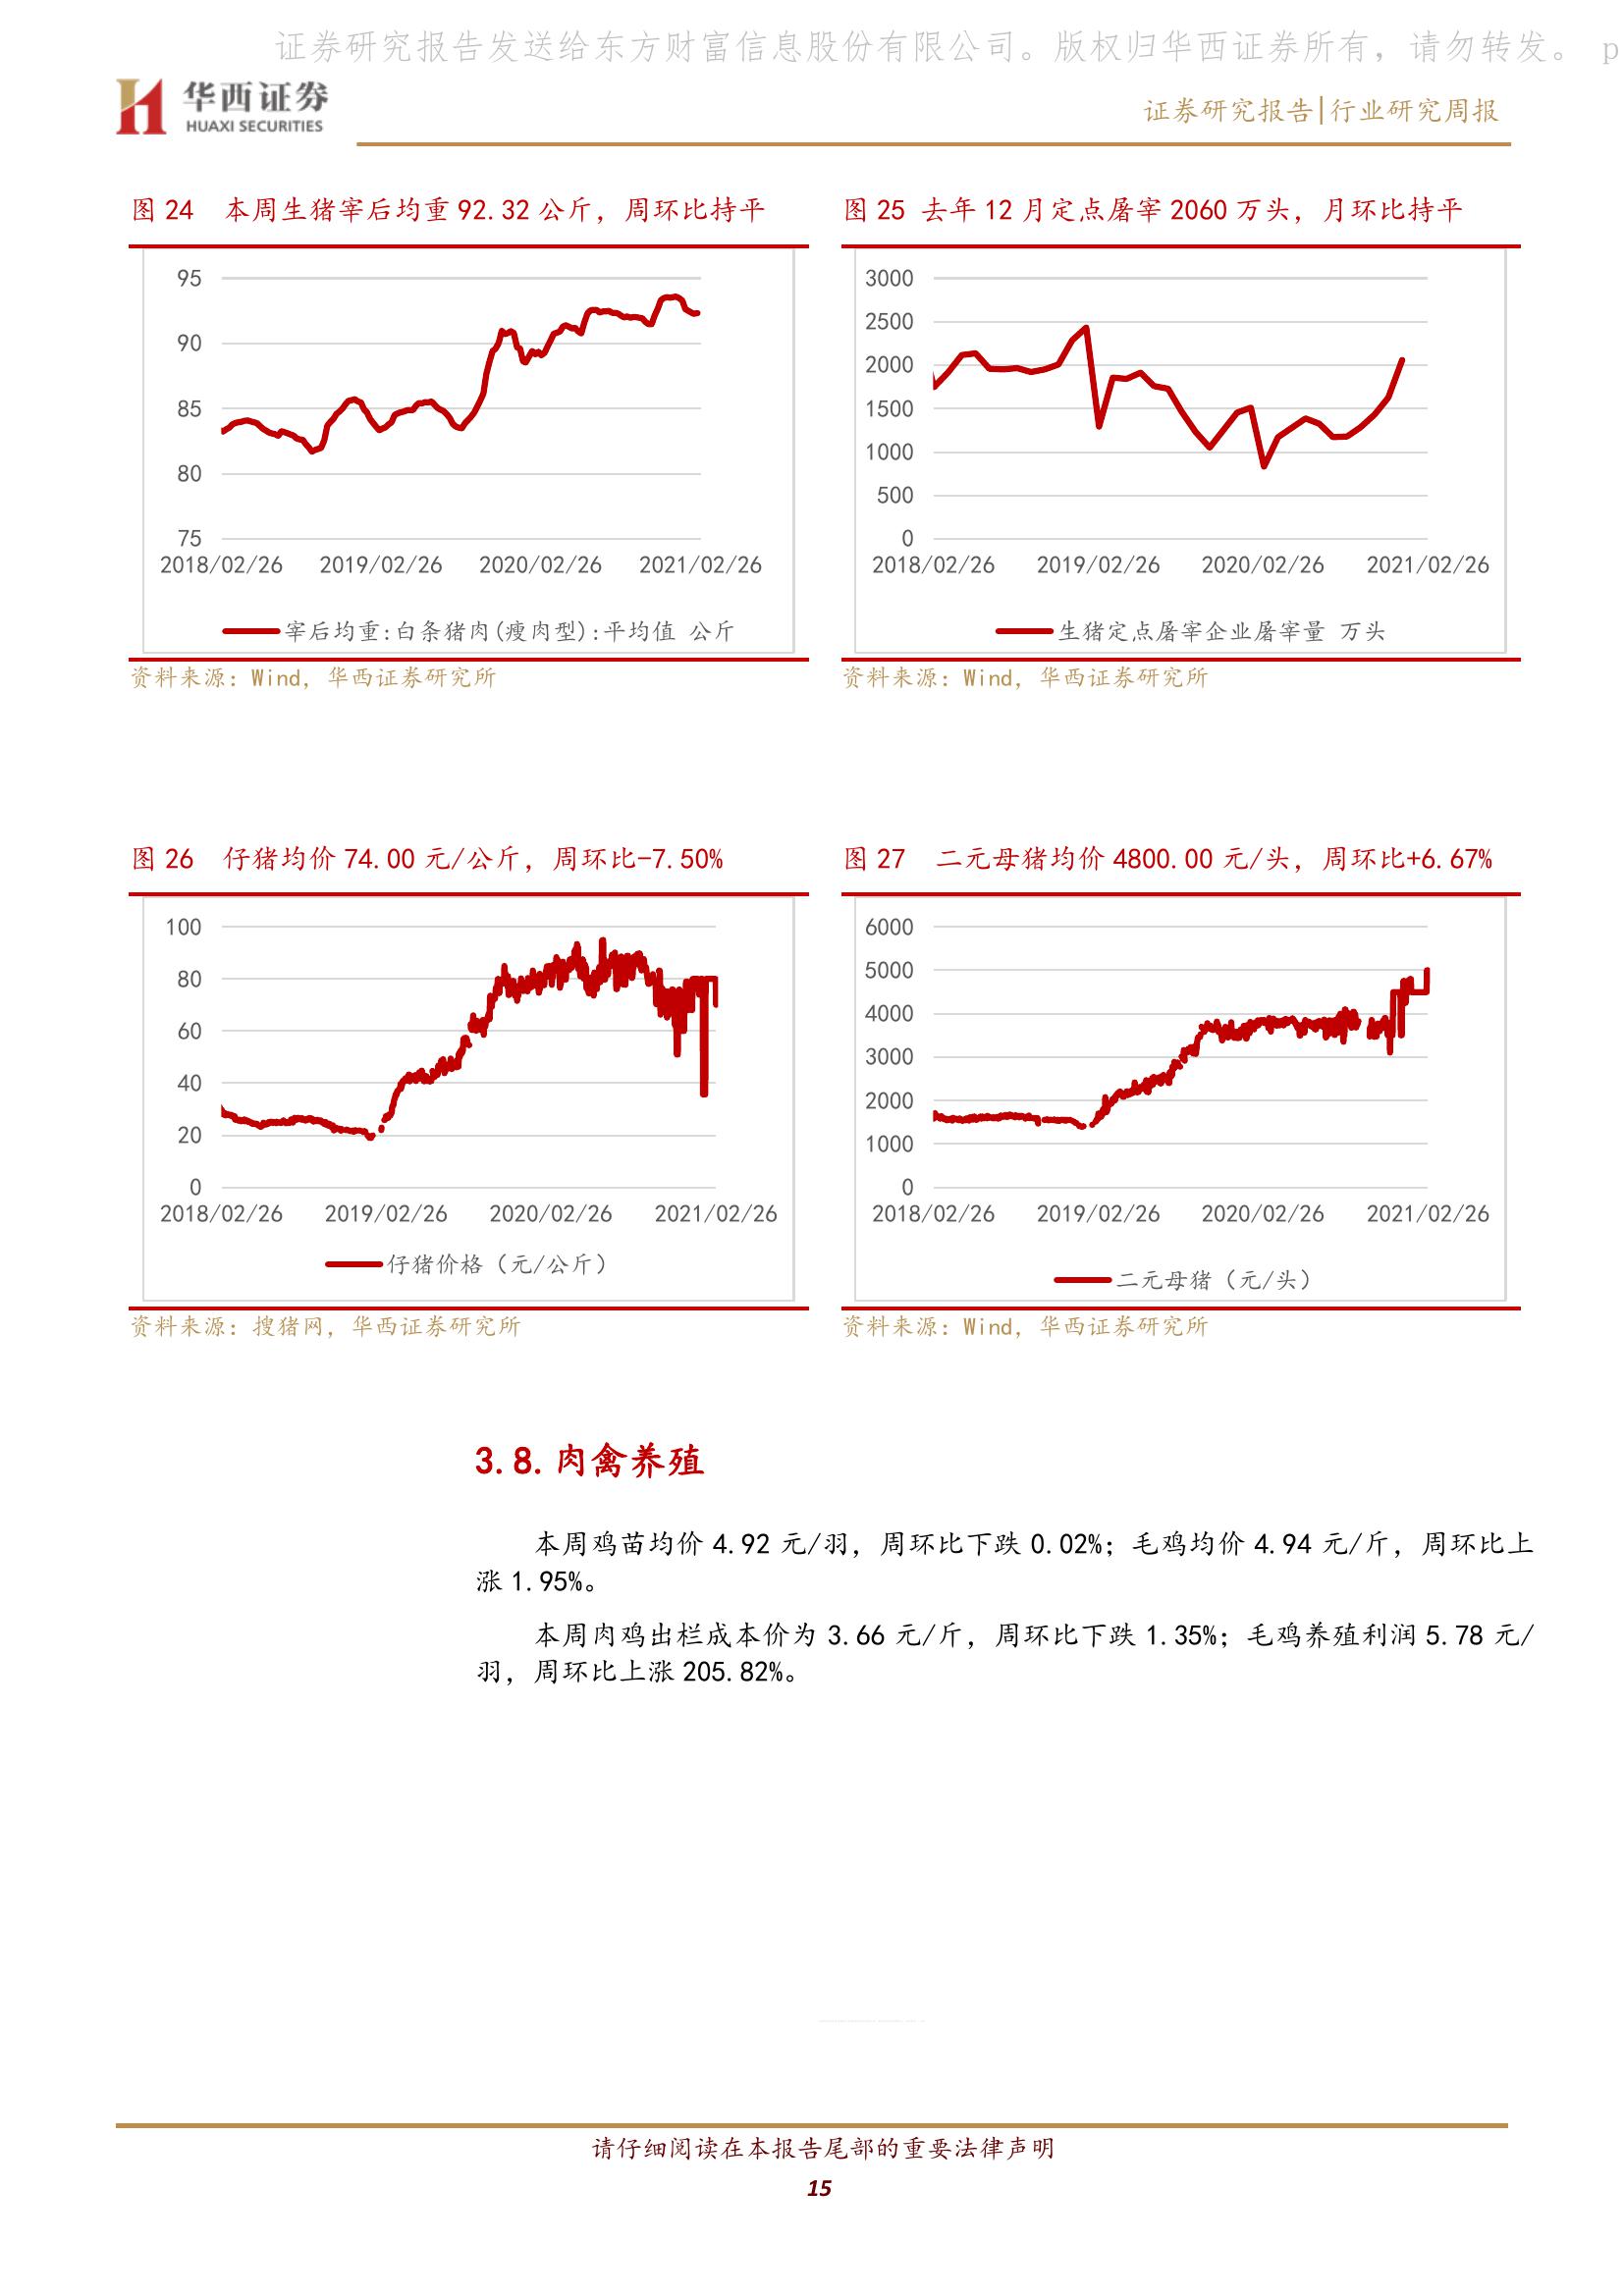 证券研究报告发送给东方财富信息股份有限公司。版权归华西证券所有，请勿转发。 p
华西证券
HUAXI SECURITIES
证券研究报告|行业研究周报
图 24 本周生猪宰后均重 92.32 公斤，周环比持平
95
90
85
80
75
2018/02/26 2019/02/26 2020/02/26 2021/02/26
宰后均重:白条猪肉(瘦肉型):平均值 公斤
资料来源：Wind，华西证券研究所
图 25 去年 12 月定点屠宰 2060 万头，月环比持平
3000
2500
2000
1500
1000
500
0
2018/02/26 2019/02/26 2020/02/26 2021/02/26
生猪定点屠宰企业屠宰量 万头
资料来源：Wind，华西证券研究所
图 26 仔猪均价 74.00 元/公斤，周环比-7.50%
100
80
60
40
20
0
2018/02/26 2019/02/26 2020/02/26 2021/02/26
仔猪价格（元/公斤）
资料来源：搜猪网，华西证券研究所
图 27 二元母猪均价 4800.00 元/头，周环比+6.67%
6000
5000
4000
3000
2000
1000
0
2018/02/26 2019/02/26 2020/02/26 2021/02/26
二元母猪（元/头）
资料来源：Wind，华西证券研究所
3.8. 肉禽养殖
本周鸡苗均价 4.92 元/羽，周环比下跌 0.02%；毛鸡均价 4.94 元/斤，周环比上
涨 1.95%。
本周肉鸡出栏成本价为 3.66 元/斤，周环比下跌 1.35%；毛鸡养殖利润 5.78 元/
羽，周环比上涨 205.82%。
请仔细阅读在本报告尾部的重要法律声明
15